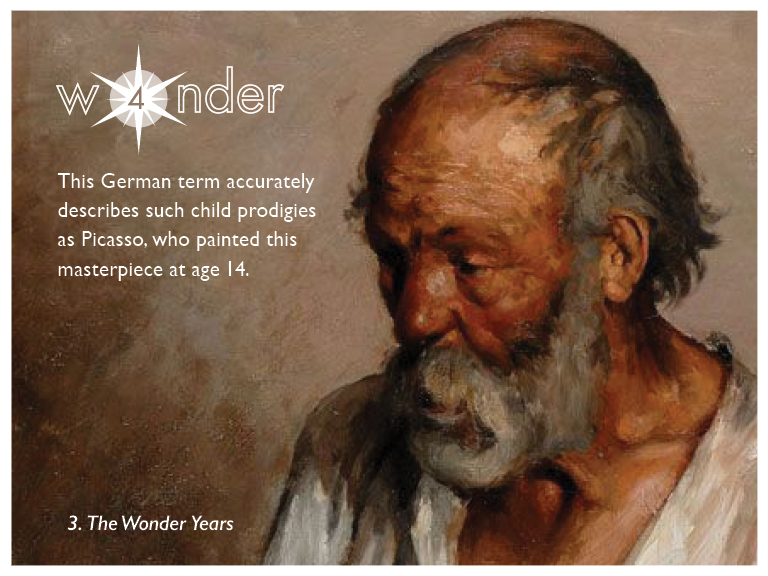 w4nder
This German term accurately
describes such child prodigies
as Picasso, who painted this
masterpiece at age 14.
3. The Wonder Years